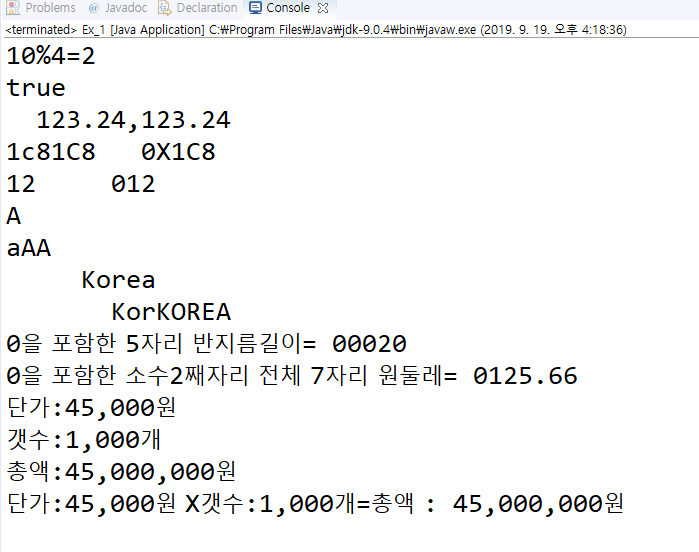 Problems @ Javadoc Declaration Console
<terminated> Ex_1 [Java Application] C:₩Program Files₩Java₩jdk-9.0.4₩bin₩javaw.exe (2019. 9. 19. 오후 4:18:36)
10%4=2
true
  123.24,123.24
1c81C8   0X1C8
12     012
A
aAA
     Korea
       KorKOREA
0을 포함한 5자리 반지름길이= 00020
0을 포함한 소수2째자리 전체 7자리 원둘레= 0125.66
단가:45,000원
갯수:1,000개
총액:45,000,000원
단가:45,000원 X갯수:1,000개=총액 : 45,000,000원